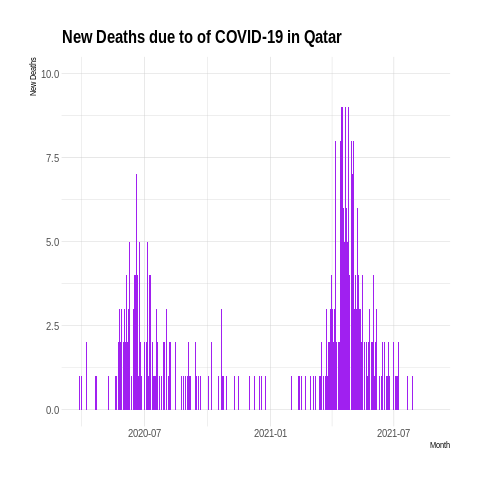 New Deaths due to of COVID-19 in Qatar
New Deaths
10.0
7.5
5.0
2.5
0.0
2020-07
2021-01
2021-07
Month